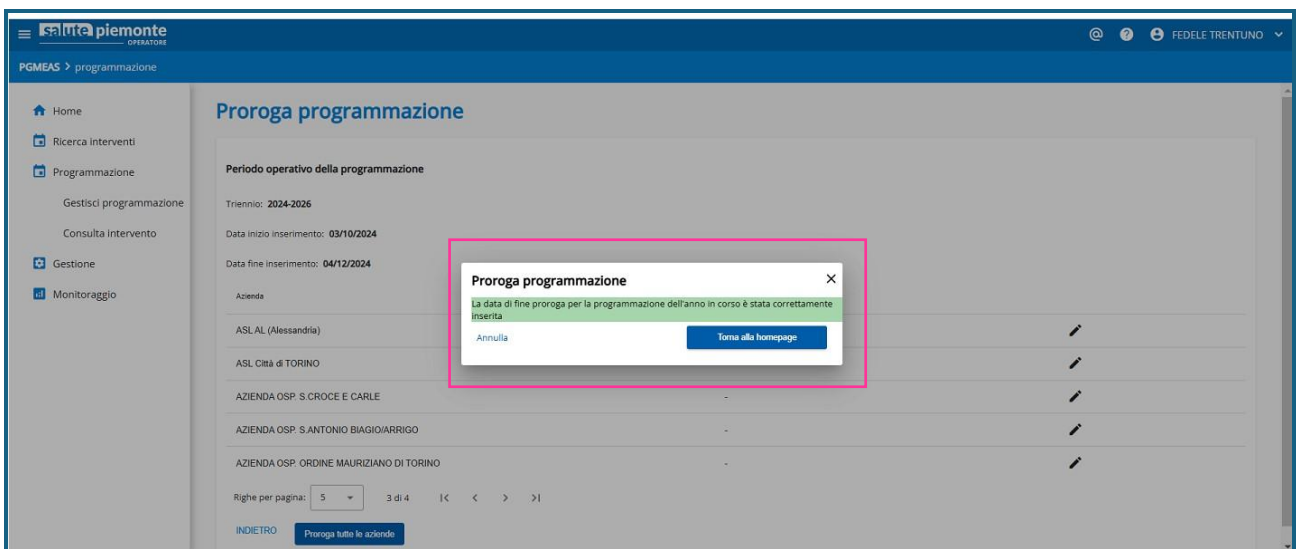 salute piemonte
OPERATORE
@ ? FEDELE TRENTUNO
PGMEAS > programmazione
Home
Ricerca interventi
Programmazione
Gestisci programmazione
Consulta intervento
Gestione
Monitoraggio
Proroga programmazione
Periodo operativo della programmazione
Triennio: 2024-2026
Data inizio inserimento: 03/10/2024
Data fine inserimento: 04/12/2024
Azienda
Proroga programmazione
La data di fine proroga per la programmazione dell'anno in corso è stata correttamente
inserita
Annulla
Torna alla homepage
ASL AL (Alessandria)
ASL Città di TORINO
AZIENDA OSP. S.CROCE E CARLE -
AZIENDA OSP. S.ANTONIO BIAGIO/ARRIGO -
AZIENDA OSP. ORDINE MAURIZIANO DI TORINO -
Righe per pagina: 5 3 di 4 |< < > >|
INDIETRO Proroga tutte le aziende